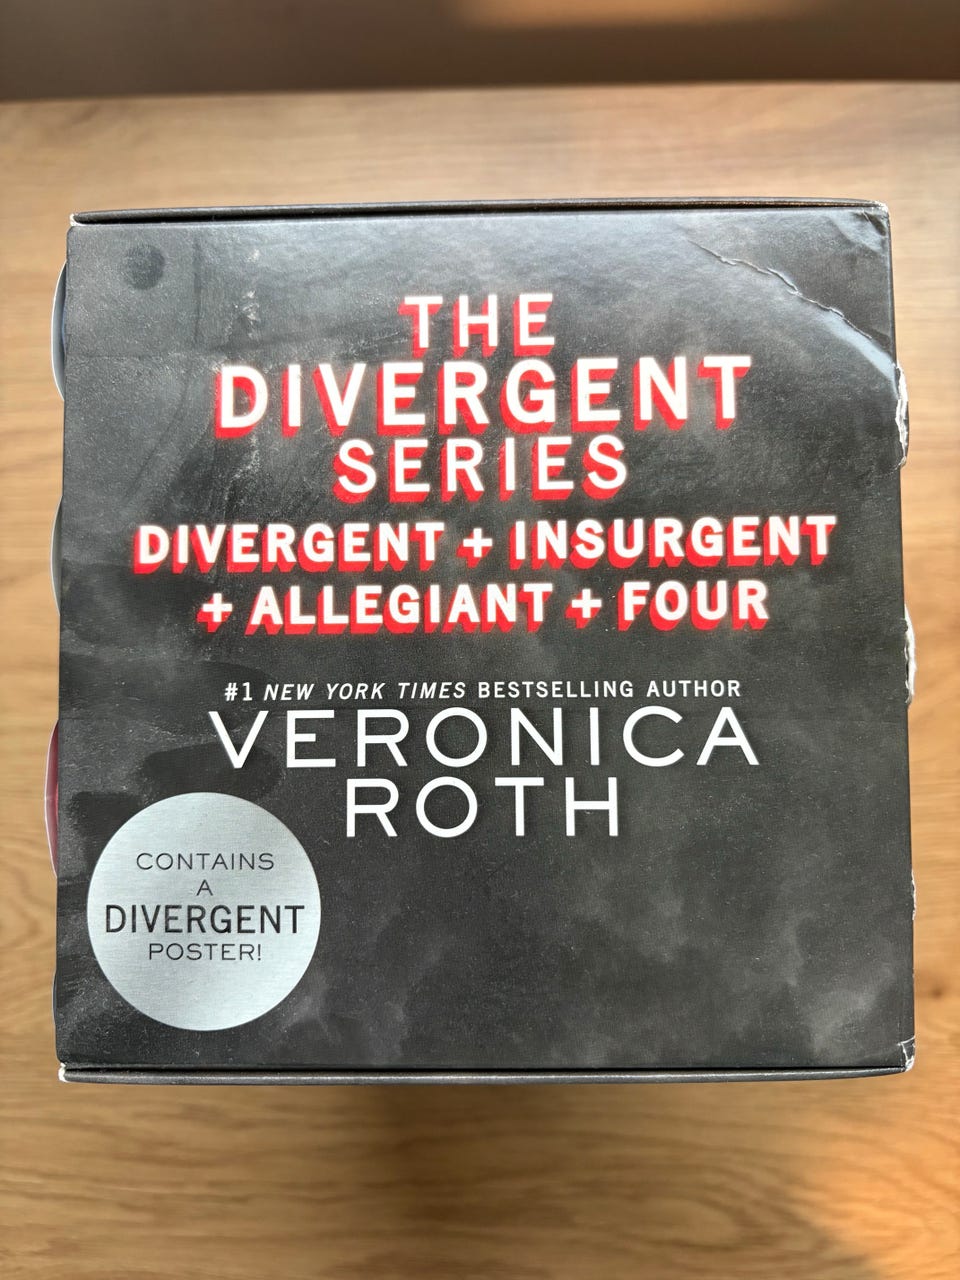 THE
DIVERGENT
SERIES
DIVERGENT + INSURGENT
+ ALLEGIANT + FOUR
#1 NEW YORK TIMES BESTSELLING AUTHOR
VERONICA
ROTH
CONTAINS
A
DIVERGENT
POSTER!